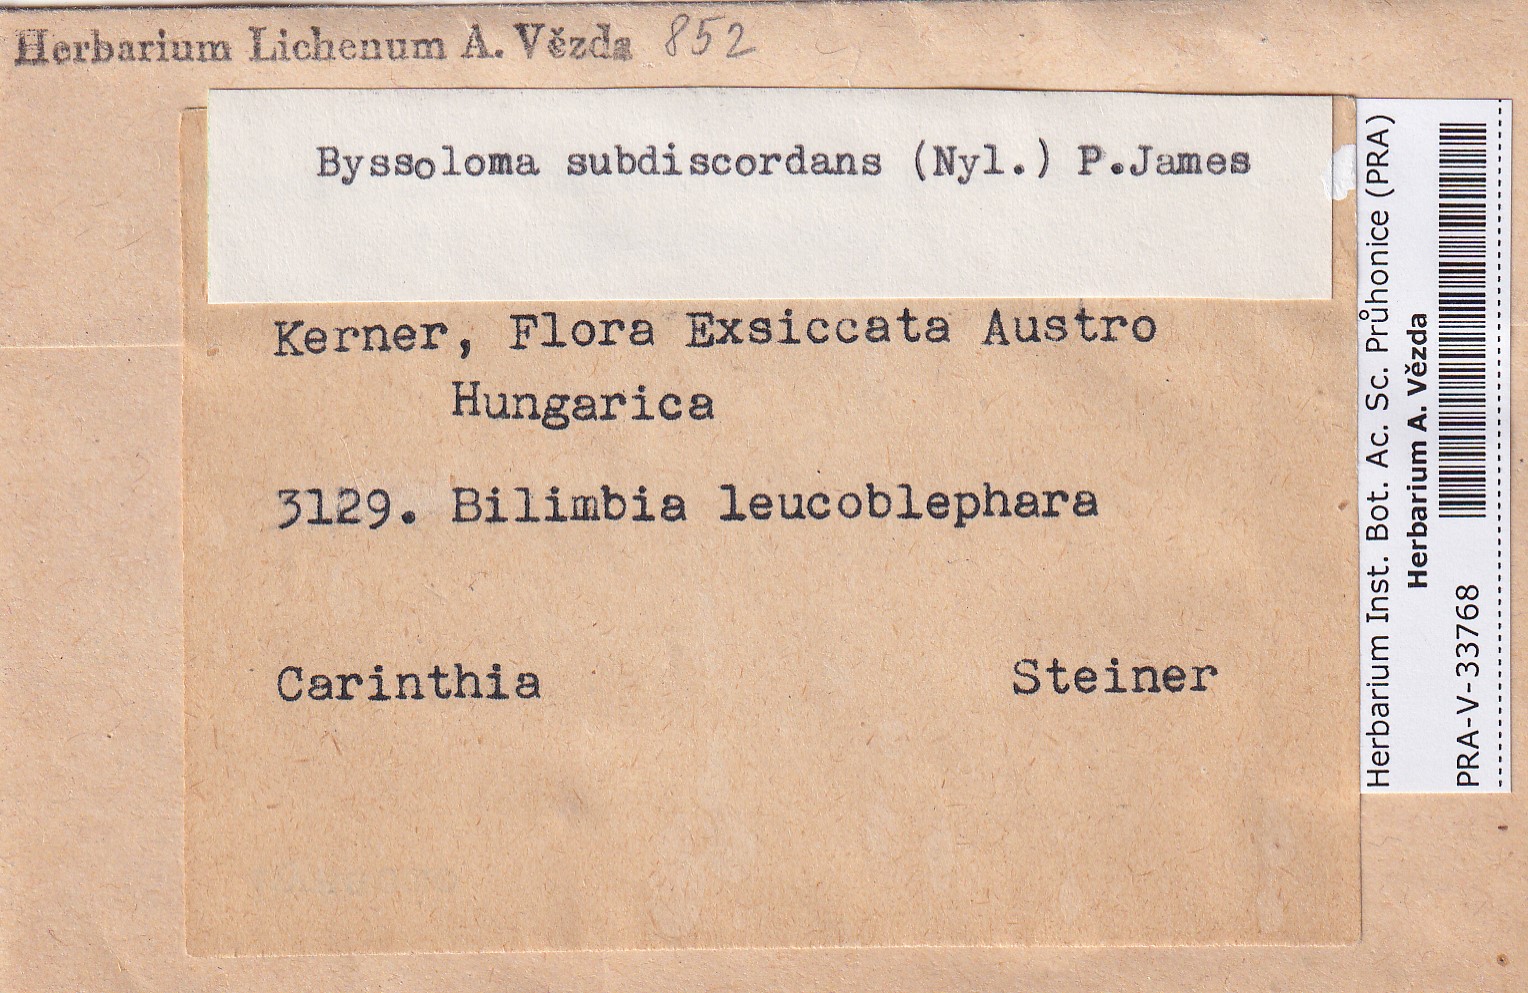 Herbarium Lichenum A. Vězda 852
Byssoloma subdiscordans (Nyl.) P.James
Kerner, Flora Exsiccata Austro
Hungarica
3129. Bilimbia leucoblephara
Carinthia Steiner
Herbarium Inst. Bot. Ac. Sc. Průhonice (PRA)
Herbarium A. Vězda
PRA-V-33768